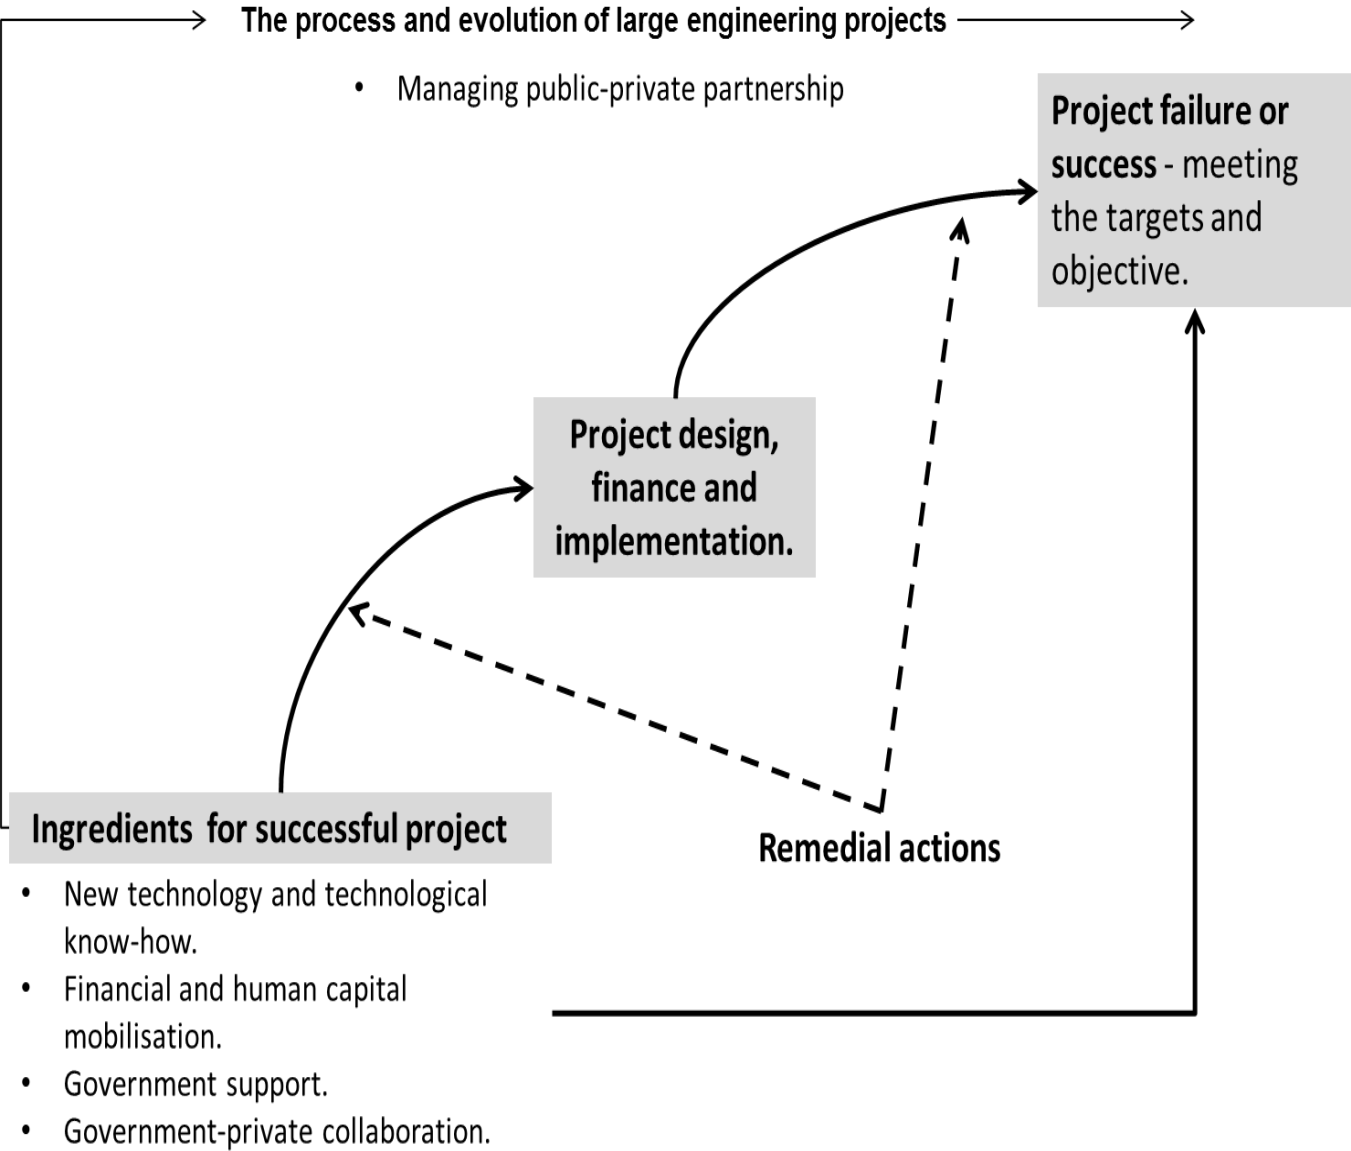 The process and evolution of large engineering projects
• Managing public-private partnership
Project failure or
success - meeting
the targets and
objective.
Project design,
finance and
implementation.
Ingredients for successful project
Remedial actions
• New technology and technological
know-how.
• Financial and human capital
mobilisation.
• Government support.
• Government-private collaboration.